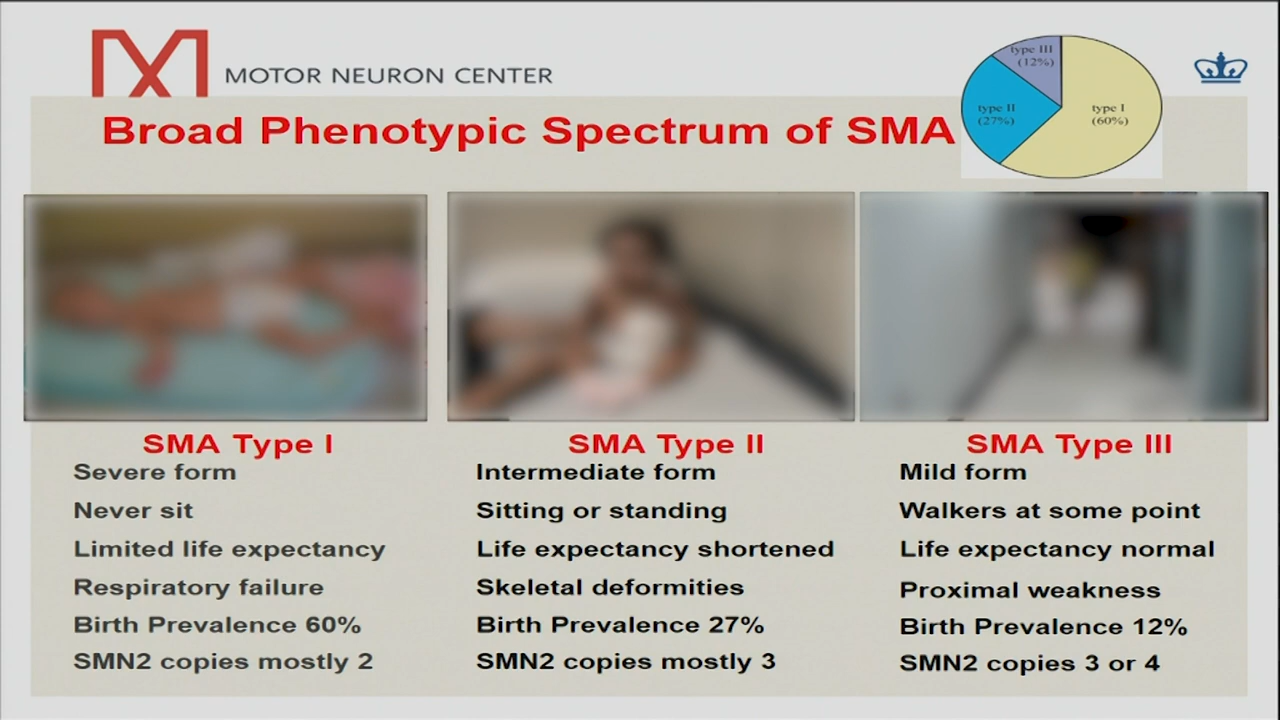 MOTOR NEURON CENTER
Broad Phenotypic Spectrum of SMA
type III
(12%)
type II
(27%)
type I
(60%)
SMA Type I
Severe form
Never sit
Limited life expectancy
Respiratory failure
Birth Prevalence 60%
SMN2 copies mostly 2
SMA Type II
Intermediate form
Sitting or standing
Life expectancy shortened
Skeletal deformities
Birth Prevalence 27%
SMN2 copies mostly 3
SMA Type III
Mild form
Walkers at some point
Life expectancy normal
Proximal weakness
Birth Prevalence 12%
SMN2 copies 3 or 4